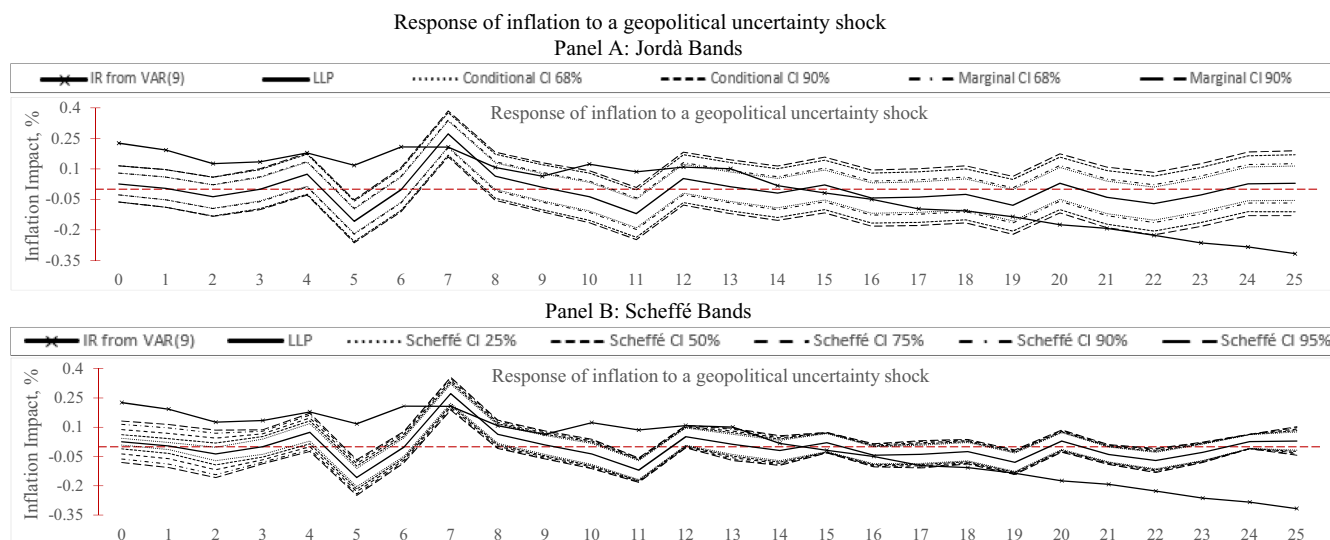 Response of inflation to a geopolitical uncertainty shock
Panel A: Jordà Bands
IR from VAR(9) LLP Conditional CI 68% Conditional CI 90% Marginal CI 68% Marginal CI 90%
Response of inflation to a geopolitical uncertainty shock
Inflation Impact, %
0.4
0.25
0.1
-0.05
-0.2
-0.35
0 1 2 3 4 5 6 7 8 9 10 11 12 13 14 15 16 17 18 19 20 21 22 23 24 25
Panel B: Scheffé Bands
IR from VAR(9) LLP Scheffé CI 25% Scheffé CI 50% Scheffé CI 75% Scheffé CI 90% Scheffé CI 95%
Response of inflation to a geopolitical uncertainty shock
Inflation Impact, %
0.4
0.25
0.1
-0.05
-0.2
-0.35
0 1 2 3 4 5 6 7 8 9 10 11 12 13 14 15 16 17 18 19 20 21 22 23 24 25